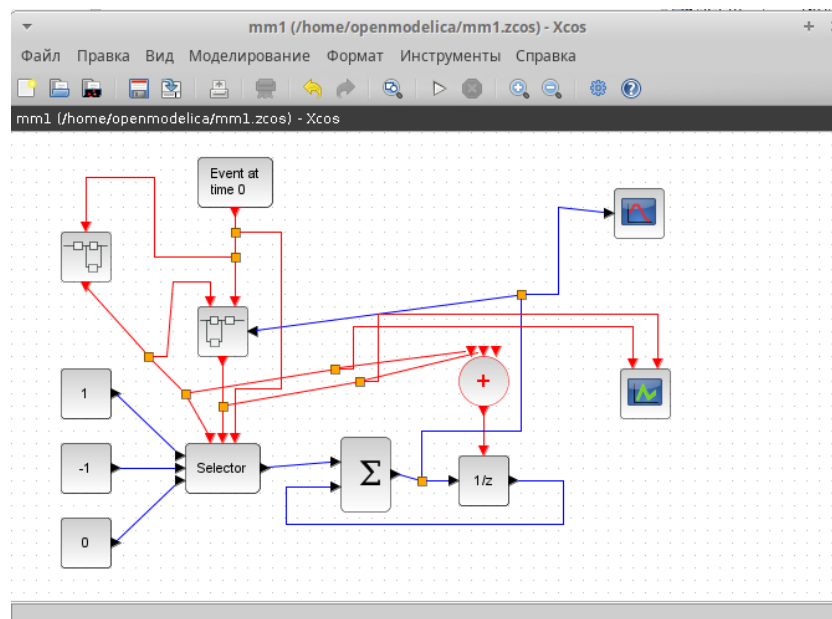 mm1 (/home/openmodelica/mm1.zcos) - Xcos
Файл Правка Вид Моделирование Формат Инструменты Справка
mm1 (/home/openmodelica/mm1.zcos) - Xcos
Event at
time 0
1
+
-1
Selector
Σ
1/z
0